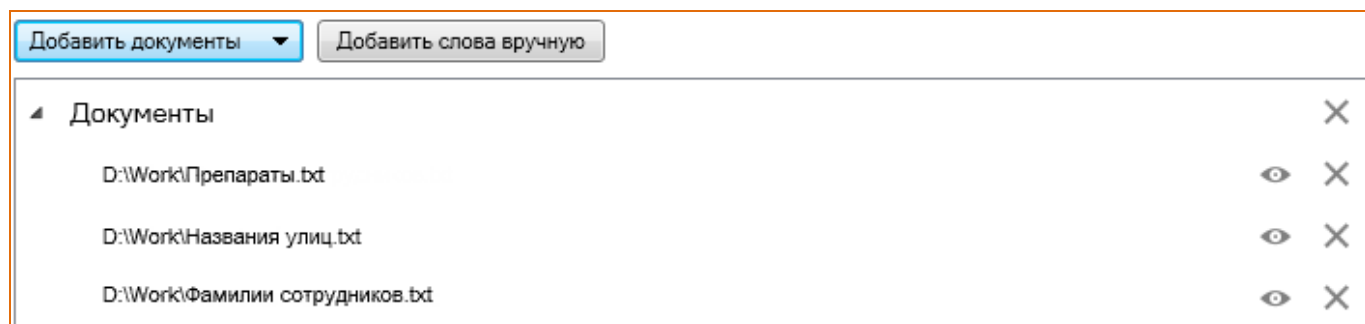 Добавить документы Добавить слова вручную
Документы
D:\Work\Препараты.txt
D:\Work\Названия улиц.txt
D:\Work\Фамилии сотрудников.txt